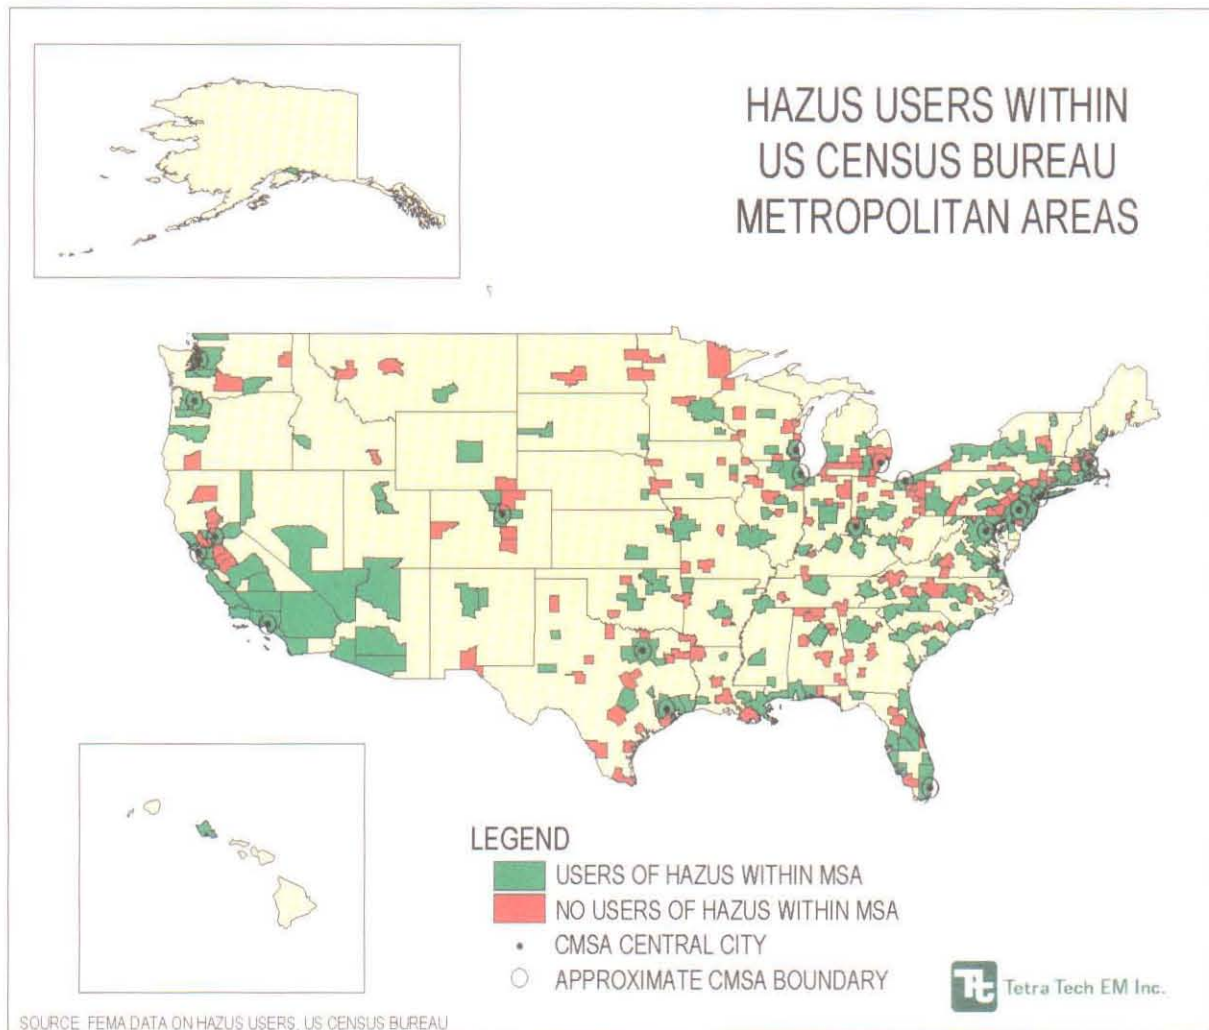 HAZUS USERS WITHIN
US CENSUS BUREAU
METROPOLITAN AREAS
LEGEND
USERS OF HAZUS WITHIN MSA
NO USERS OF HAZUS WITHIN MSA
CMSA CENTRAL CITY
APPROXIMATE CMSA BOUNDARY
Tt
Tetra Tech EM Inc.
SOURCE FEMA DATA ON HAZUS USERS, US CENSUS BUREAU